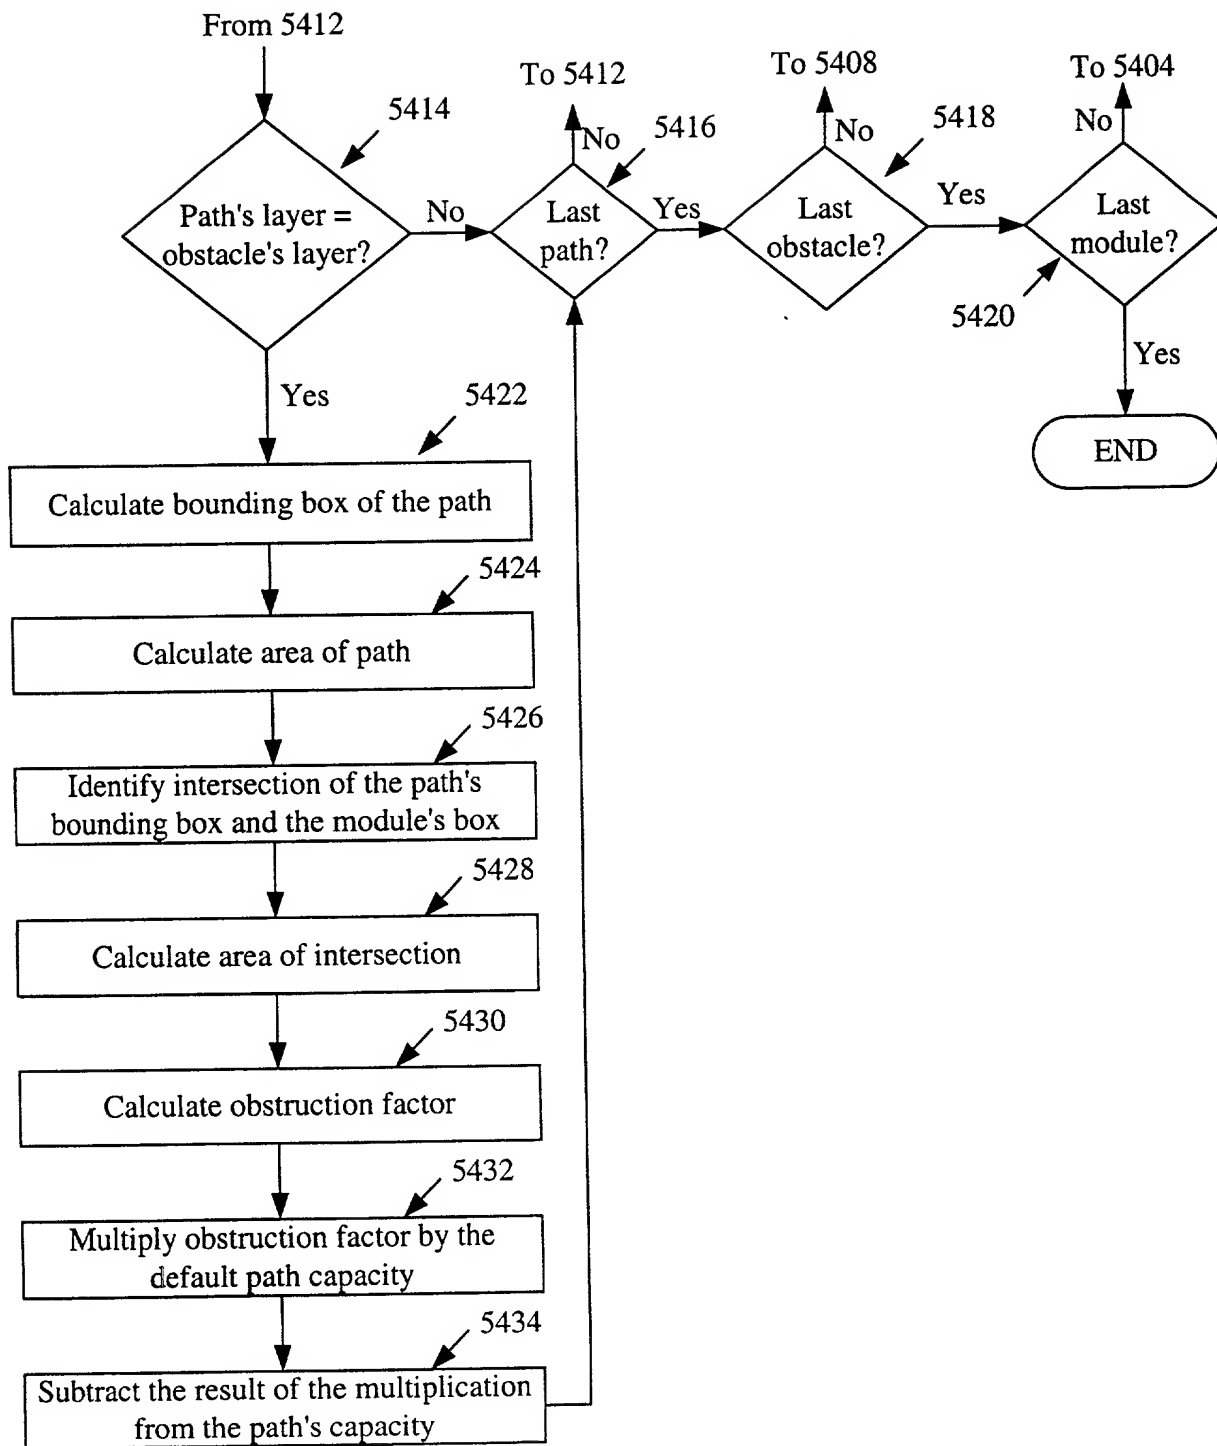 From 5412
To 5412
To 5408
To 5404
5414
No
5416
No
5418
No
Path's layer =
obstacle's layer?
No
Last
path?
Yes
Last
obstacle?
Yes
Last
module?
5420
Yes
Yes
END
5422
Calculate bounding box of the path
5424
Calculate area of path
5426
Identify intersection of the path's
bounding box and the module's box
5428
Calculate area of intersection
5430
Calculate obstruction factor
5432
Multiply obstruction factor by the
default path capacity
5434
Subtract the result of the multiplication
from the path's capacity